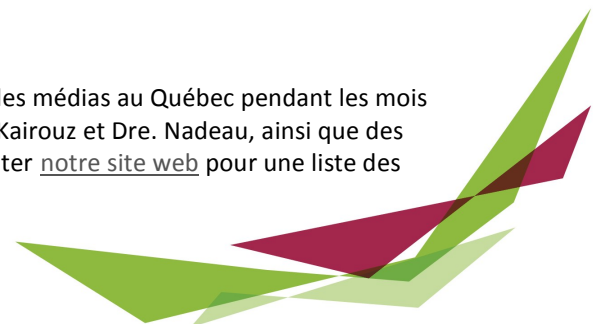 les médias au Québec pendant les mois
Kairouz et Dre. Nadeau, ainsi que des
ter notre site web pour une liste des